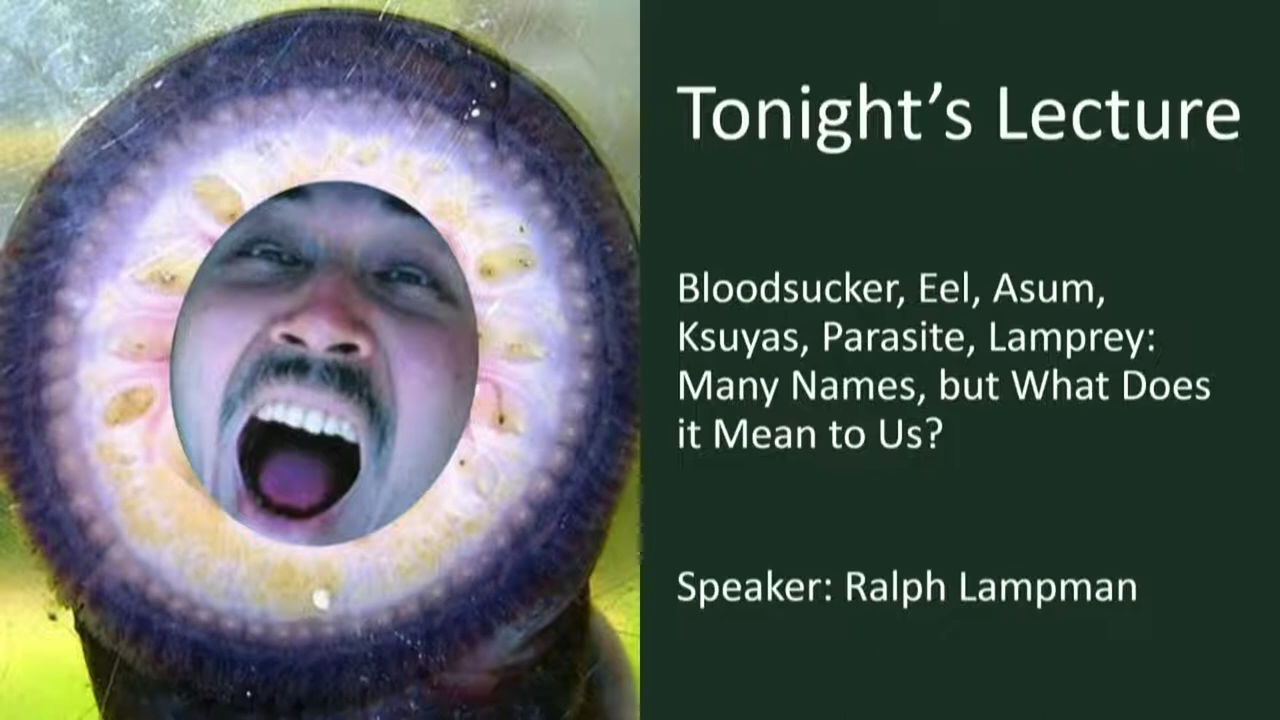 Tonight’s Lecture
Bloodsucker, Eel, Asum,
Ksuyas, Parasite, Lamprey:
Many Names, but What Does
it Mean to Us?
Speaker: Ralph Lampman